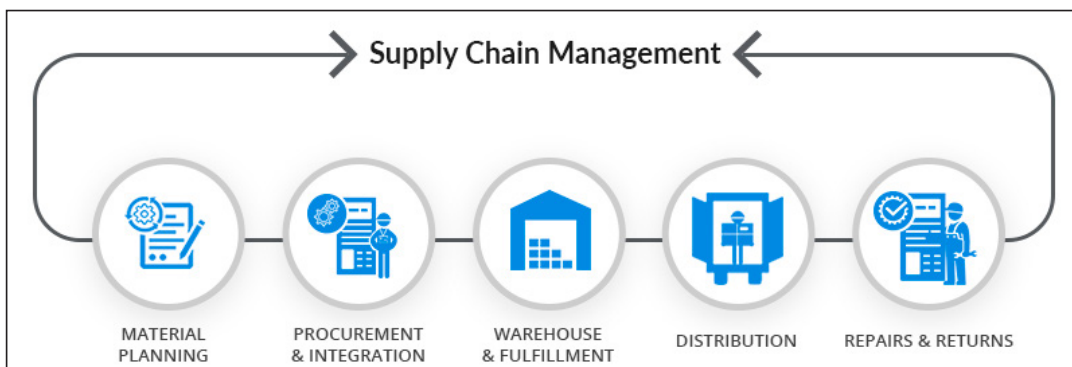 Supply Chain Management
MATERIAL
PLANNING
PROCUREMENT
& INTEGRATION
WAREHOUSE
& FULFILLMENT
DISTRIBUTION
REPAIRS & RETURNS